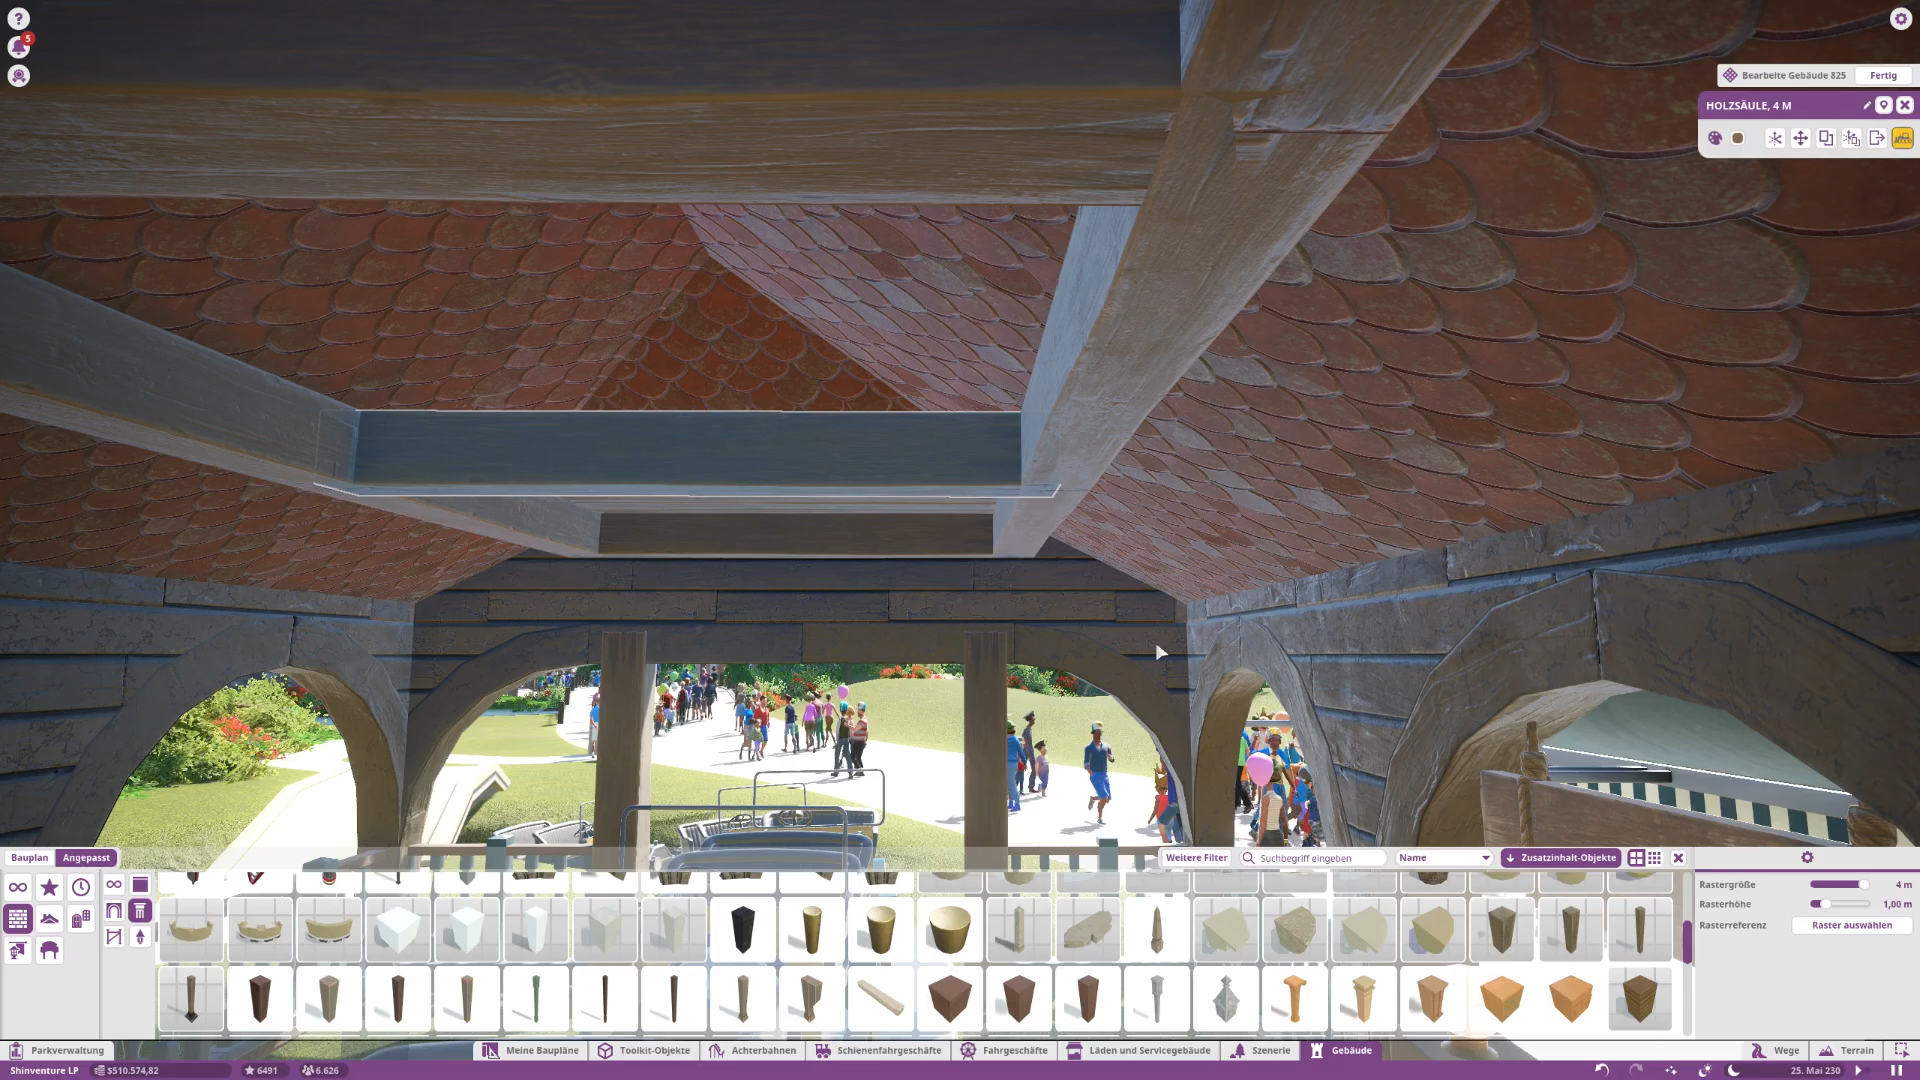 ?
5
Bearbeite Gebäude 825 Fertig
HOLZSÄULE, 4 M
Bauplan Angepasst
Weitere Filter Suchbegriff eingeben Name Zusatzinhalt-Objekte
Rastergröße 4 m
Rasterhöhe 1,00 m
Rasterreferenz Raster auswählen
Parkverwaltung Meine Baupläne Toolkit-Objekte Achterbahnen Schienenfahrgeschäfte Fahrgeschäfte Läden und Servicegebäude Szenerie Gebäude Wege Terrain
Shinventure LP $510.574,82 6491 6.626 25. Mai 230